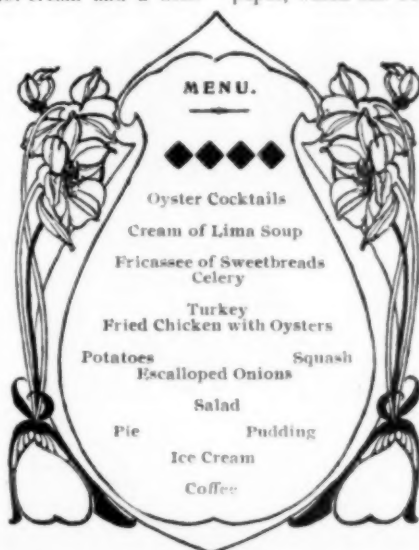 MENU.
Oyster Cocktails
Cream of Lima Soup
Fricassee of Sweetbreads
Celery
Turkey
Fried Chicken with Oysters
Potatoes Squash
Escalloped Onions
Salad
Pie Pudding
Ice Cream
Coffee